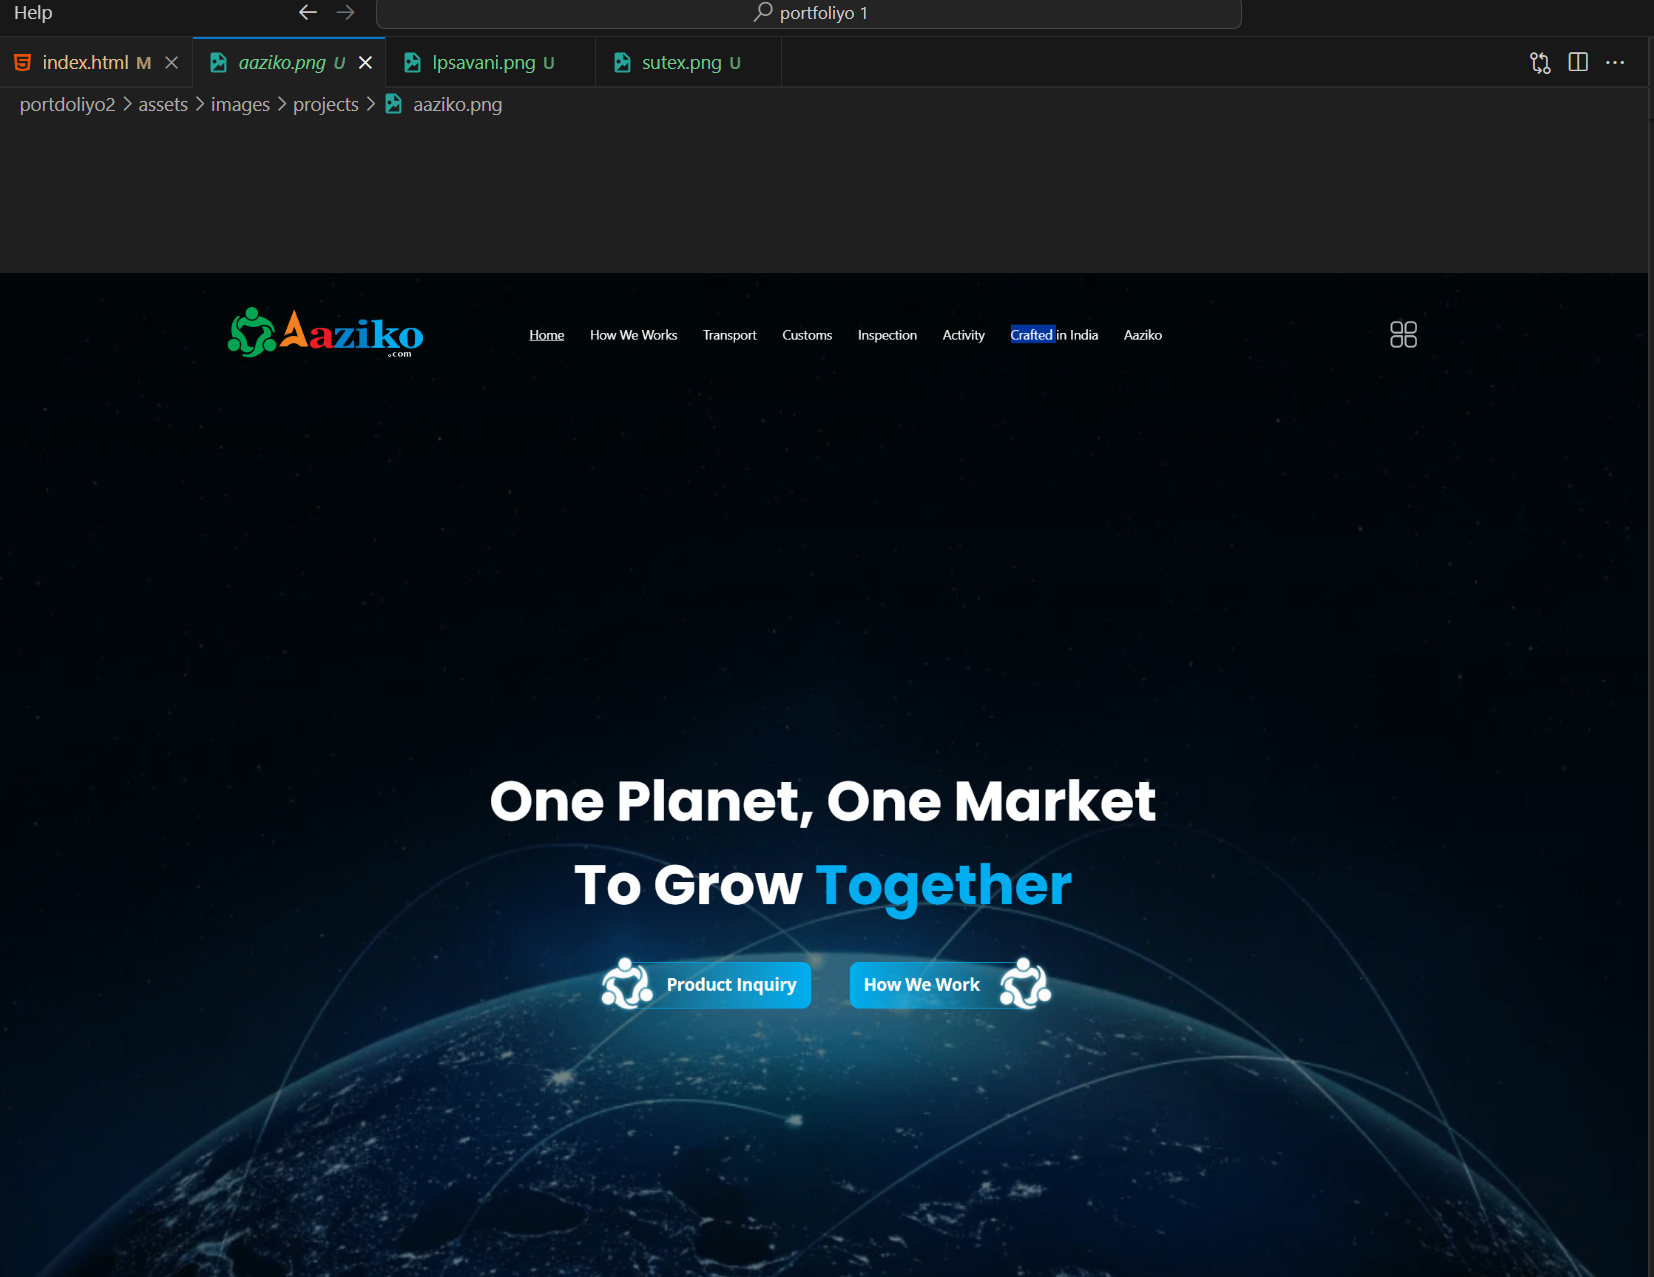 Help
portfoliyo 1
index.html M
aaziko.png U
lpsavani.png U
sutex.png U
portdoliyo2 > assets > images > projects > aaziko.png
Aaziko
.com
Home How We Works Transport Customs Inspection Activity Crafted in India Aaziko
One Planet, One Market
To Grow Together
Product Inquiry
How We Work